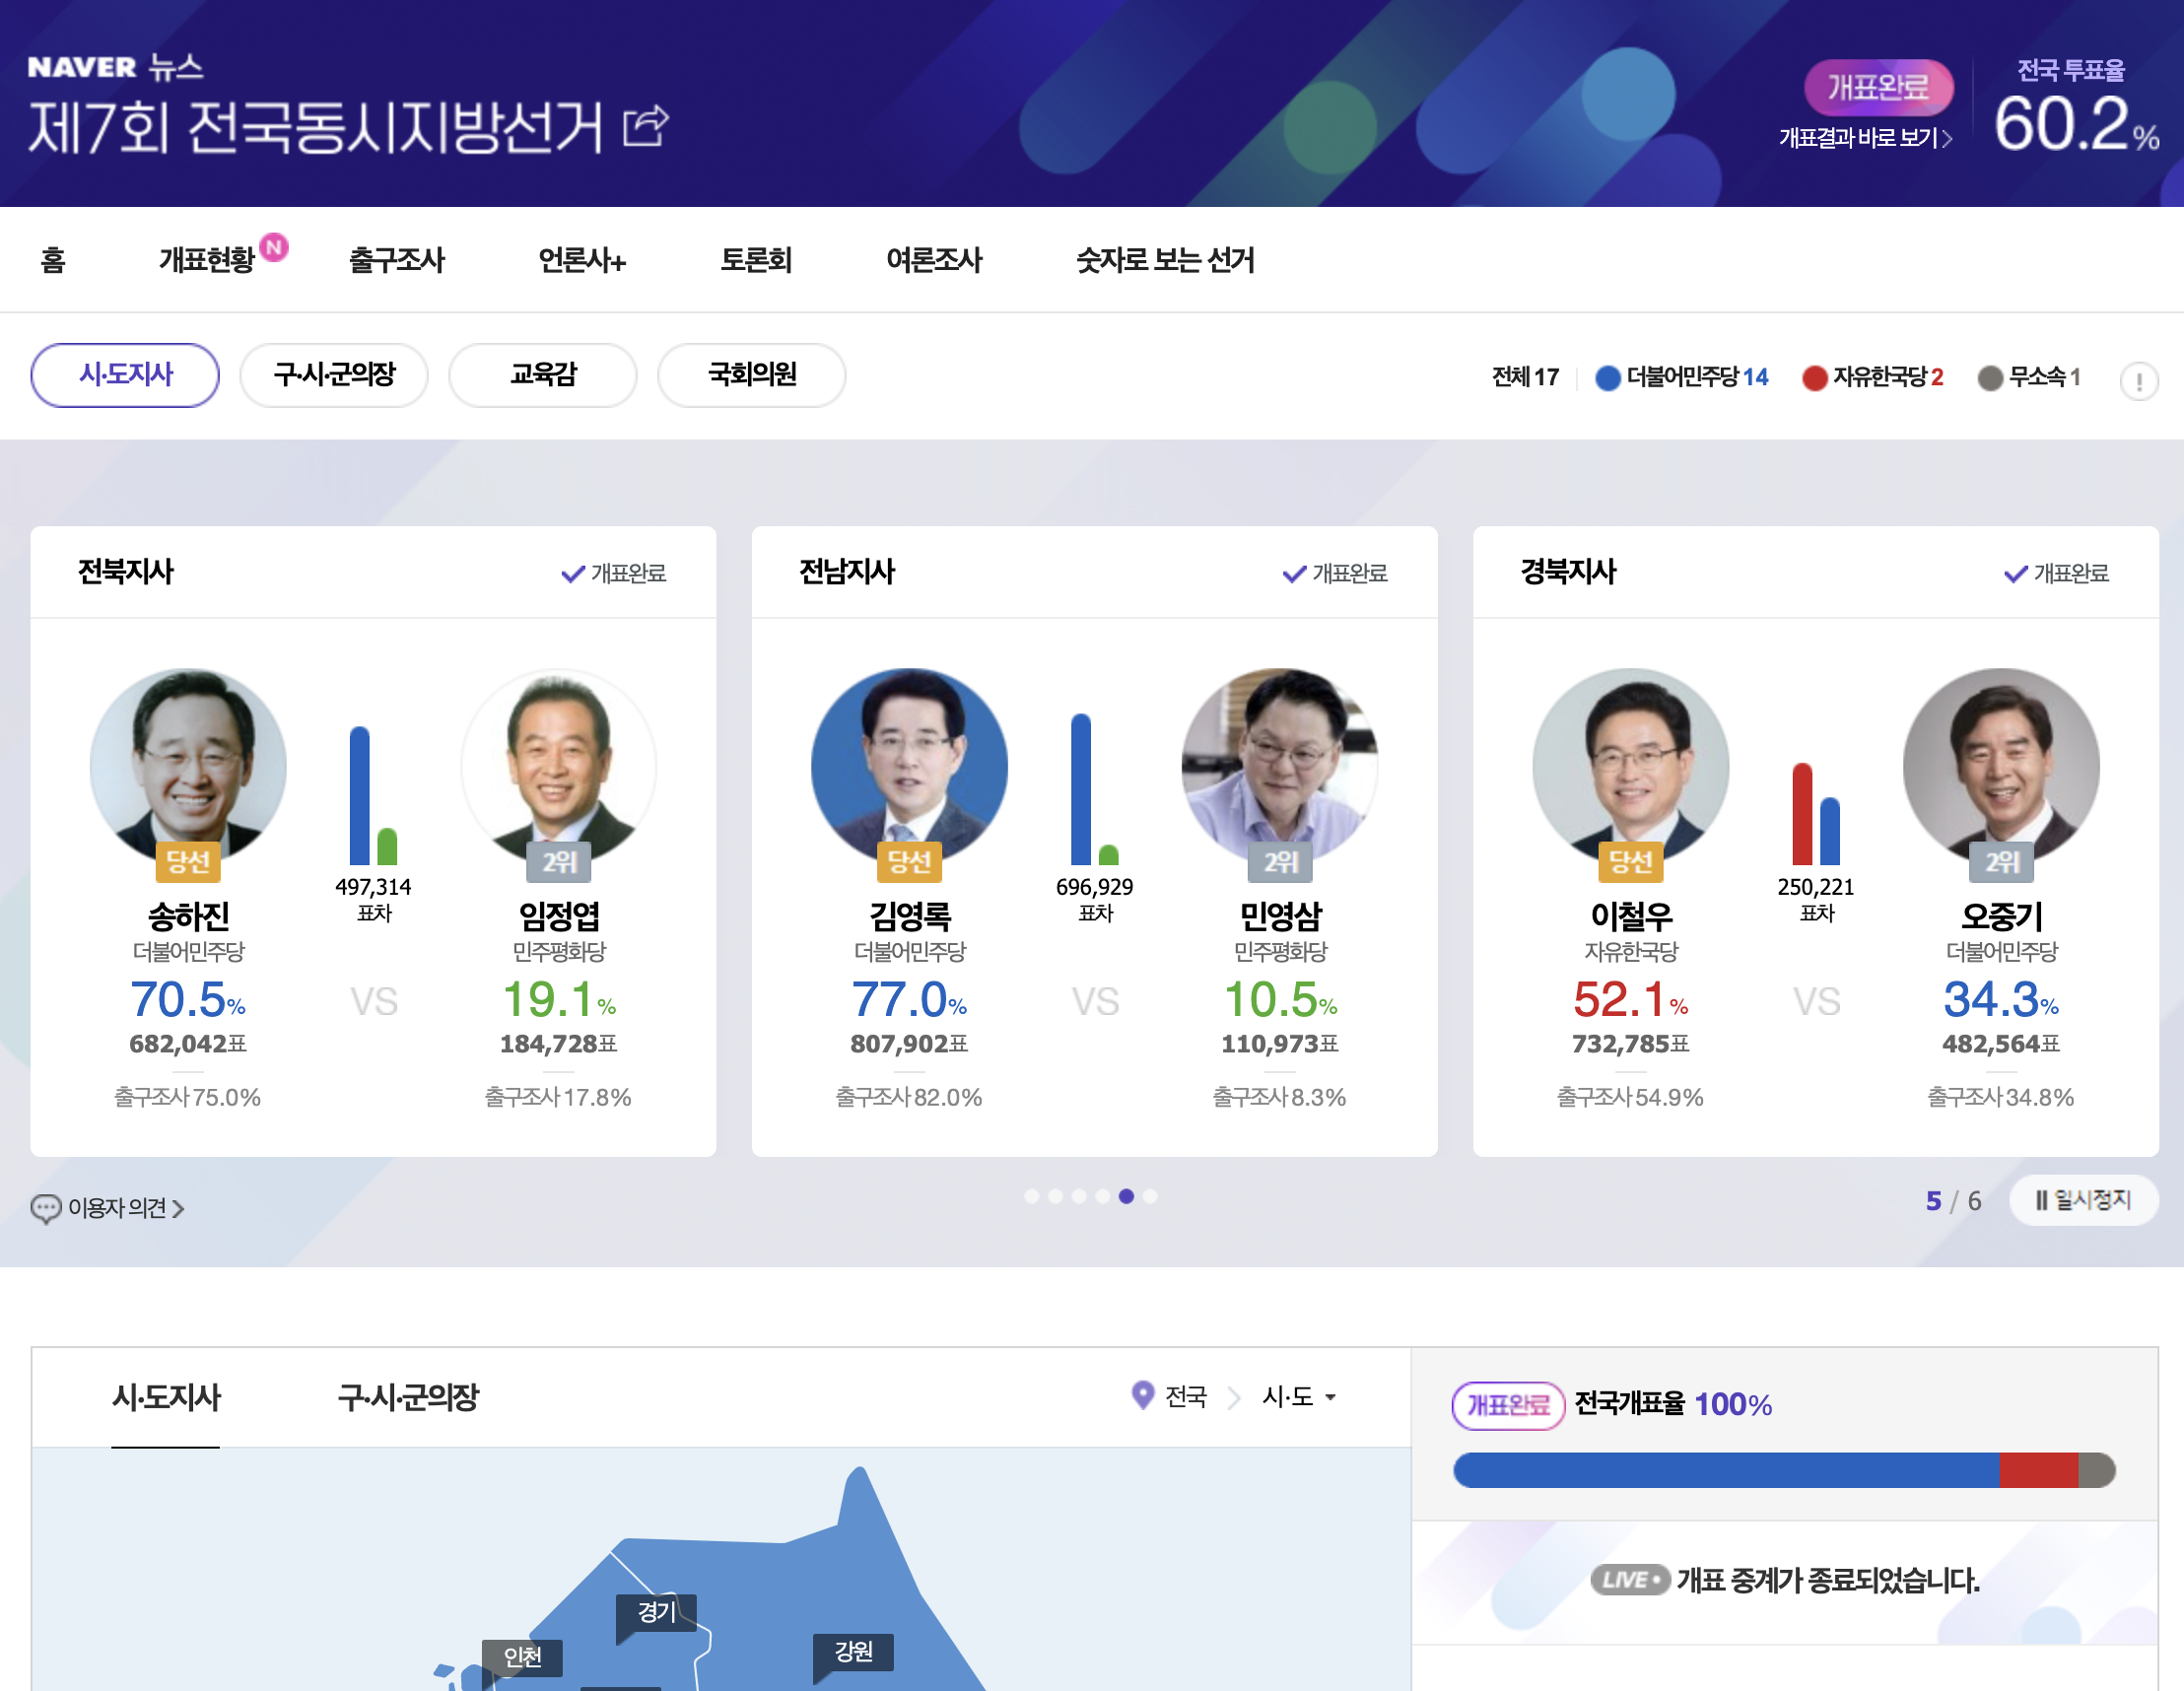 NAVER 뉴스
제7회 전국동시지방선거
개표완료
개표결과 바로 보기
전국 투표율
60.2%
홈 개표현황 N 출구조사 언론사+ 토론회 여론조사 숫자로 보는 선거
시·도지사 구·시·군의장 교육감 국회의원
전체 17 더불어민주당 14 자유한국당 2 무소속 1
전북지사 개표완료
당선 2위
497,314
표차
송하진 임정엽
더불어민주당 민주평화당
70.5% VS 19.1%
682,042표 184,728표
출구조사 75.0% 출구조사 17.8%
전남지사 개표완료
당선 2위
696,929
표차
김영록 민영삼
더불어민주당 민주평화당
77.0% VS 10.5%
807,902표 110,973표
출구조사 82.0% 출구조사 8.3%
경북지사 개표완료
당선 2위
250,221
표차
이철우 오중기
자유한국당 더불어민주당
52.1% VS 34.3%
732,785표 482,564표
출구조사 54.9% 출구조사 34.8%
이용자 의견
5 / 6 일시정지
시·도지사 구·시·군의장 전국 시·도
경기
인천
강원
개표완료 전국개표율 100%
LIVE 개표 중계가 종료되었습니다.